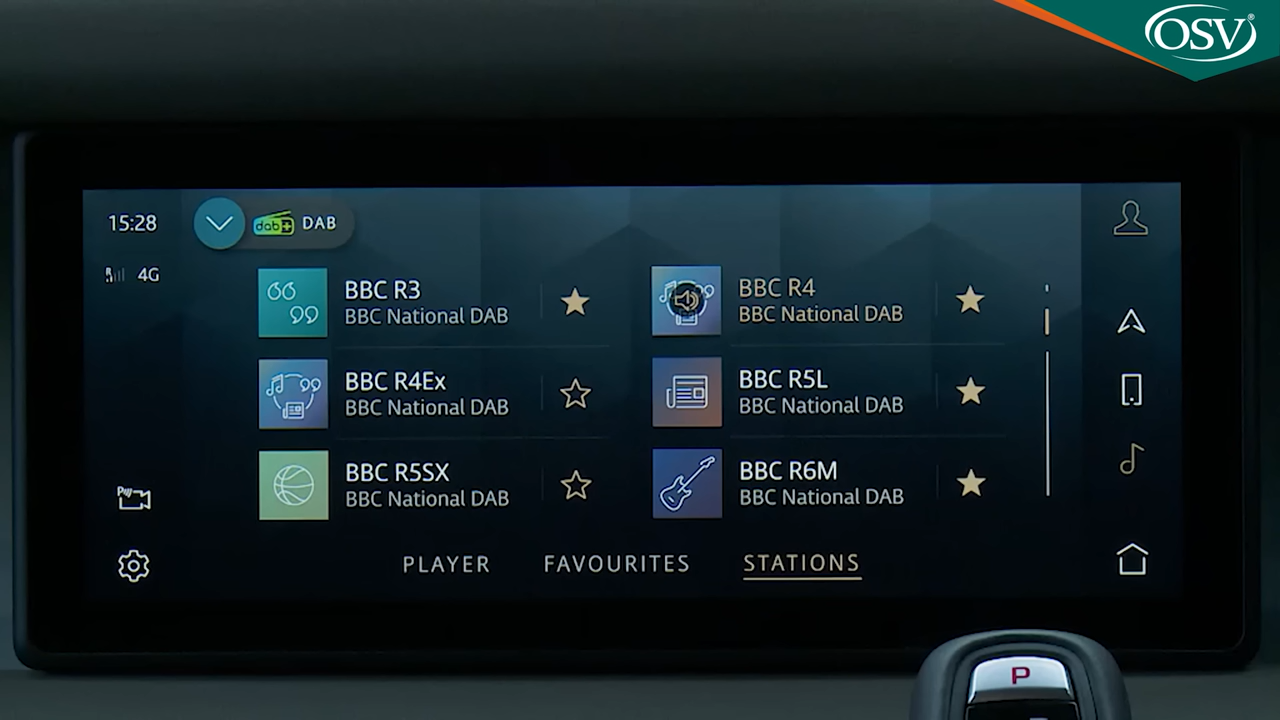 OSV®
15:28
dab+ DAB
4G
BBC R3
BBC National DAB
BBC R4
BBC National DAB
BBC R4Ex
BBC National DAB
BBC R5L
BBC National DAB
BBC R5SX
BBC National DAB
BBC R6M
BBC National DAB
PLAYER FAVOURITES STATIONS
P